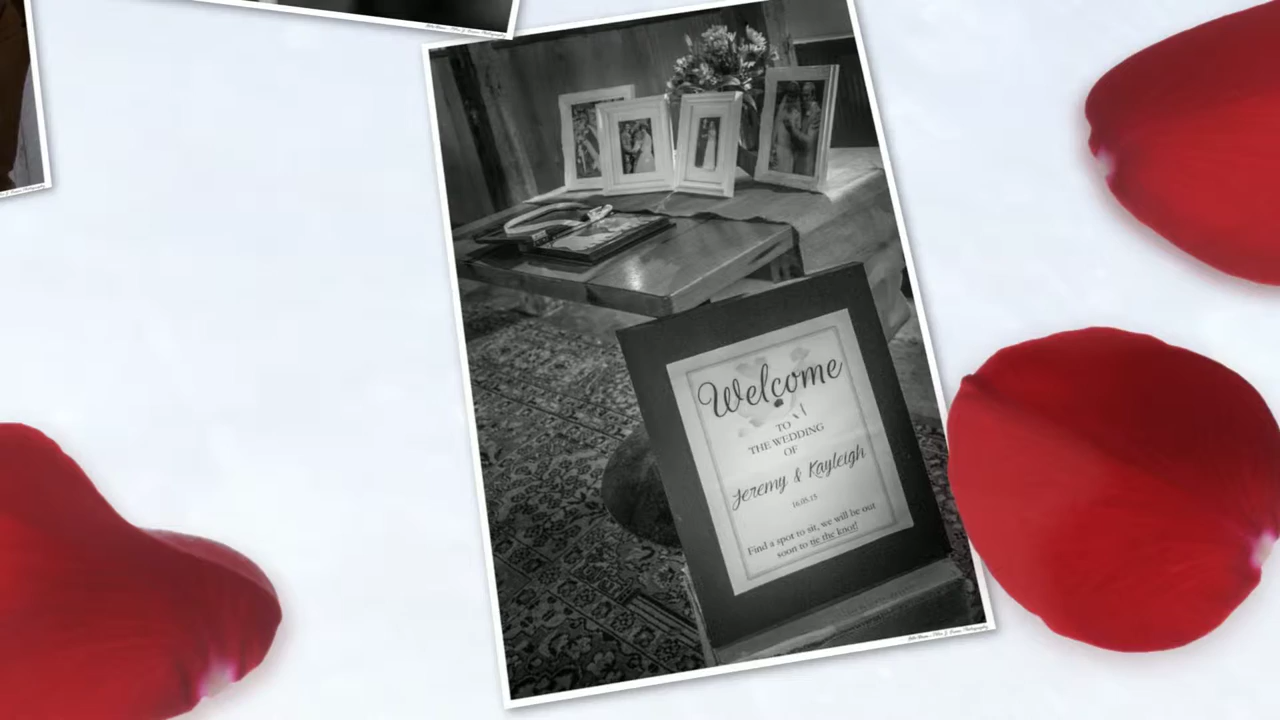 Welcome
TO
THE WEDDING
OF
Jeremy & Kayleigh
16.05.15
Find a spot to sit, we will be out
soon to tie the knot!